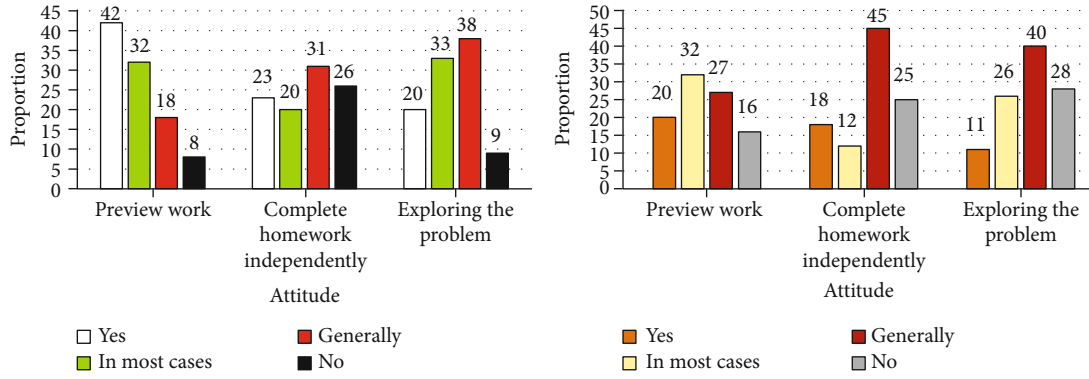 Proportion
45
40
35
30
25
20
15
10
5
0
42
32
18
8
23
20
31
26
20
33
38
9
Preview work
Complete
homework
independently
Exploring the
problem
Attitude
Yes
In most cases
Generally
No
Proportion
50
45
40
35
30
25
20
15
10
5
0
20
32
27
16
18
12
45
25
11
26
40
28
Preview work
Complete
homework
independently
Exploring the
problem
Attitude
Yes
In most cases
Generally
No